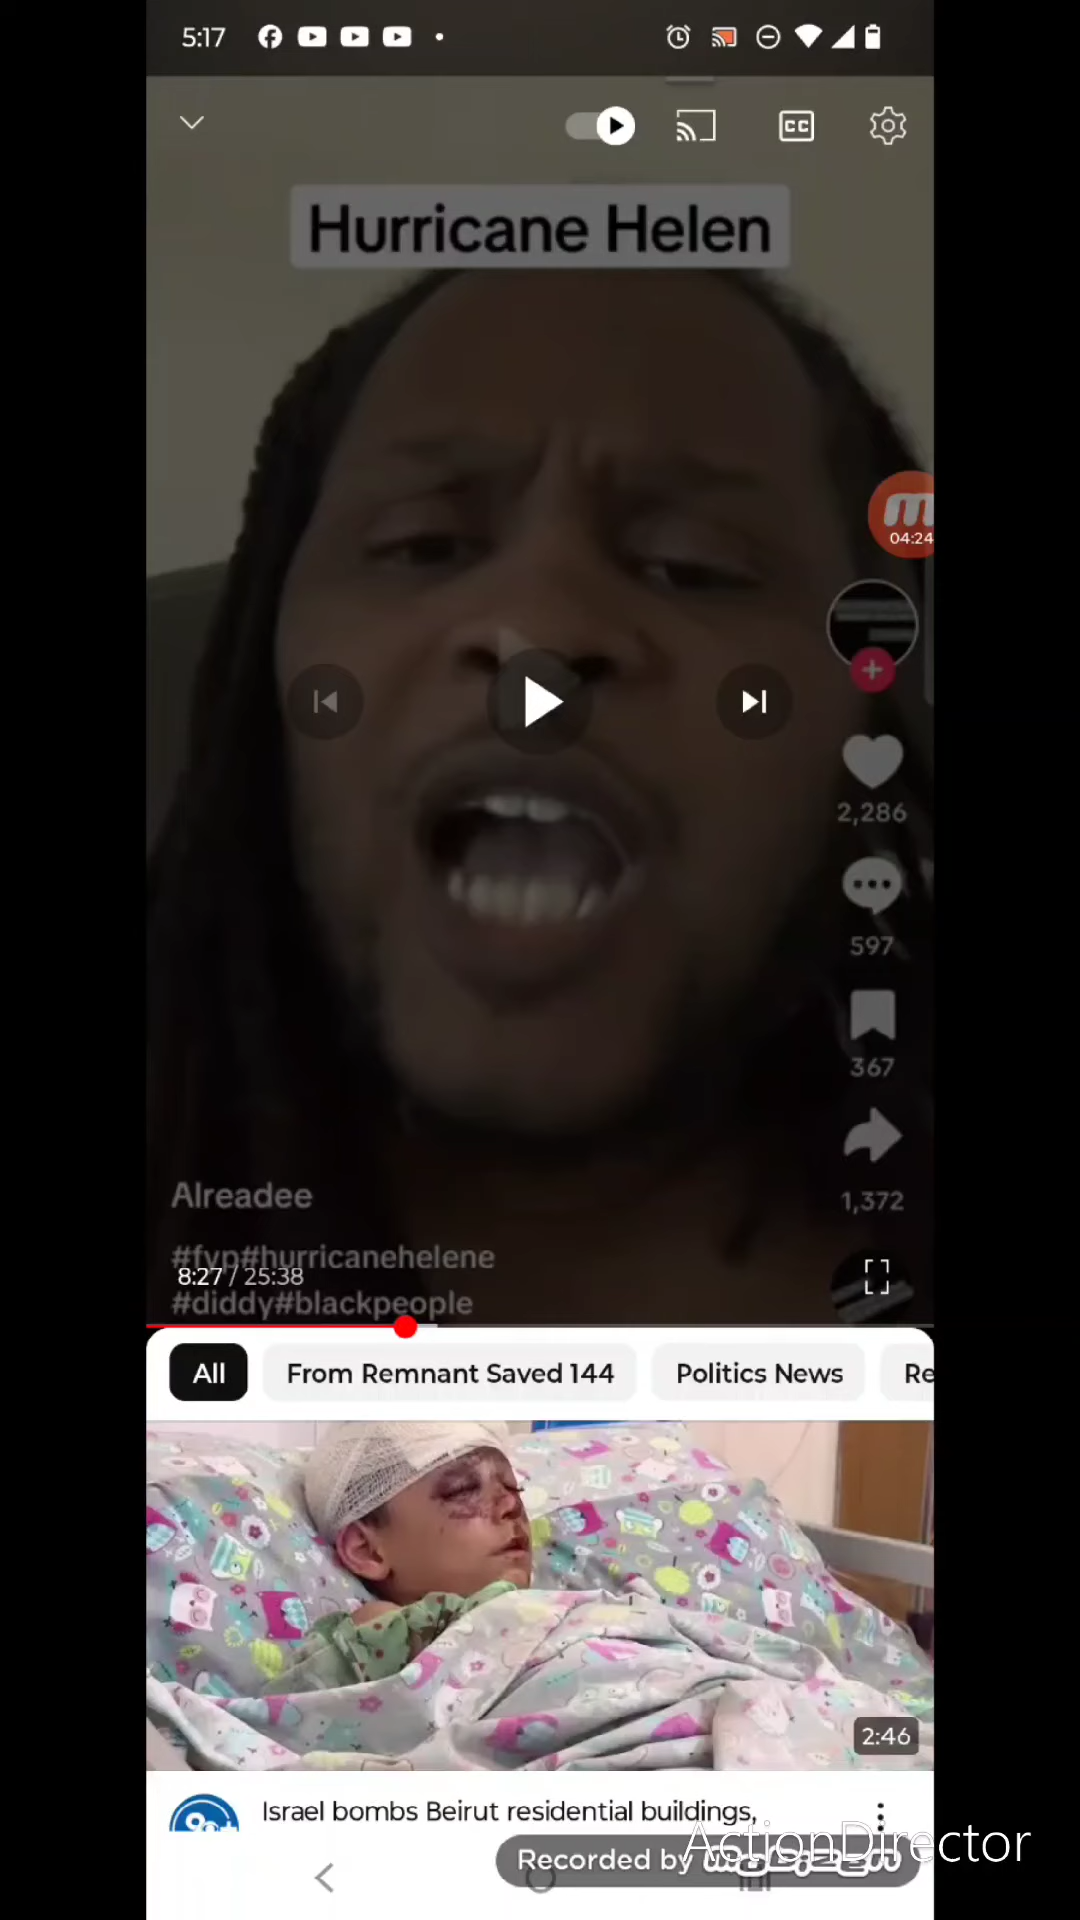 5:17
CC
Hurricane Helen
04:24
2,286
597
367
1,372
Alreadee
#fyp#hurricanehelene
8:27 / 25:38
#diddy#blackpeople
All
From Remnant Saved 144
Politics News
Re
2:46
Israel bombs Beirut residential buildings,
ActionDirector
Recorded by